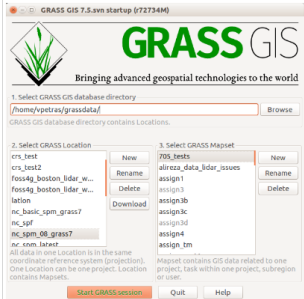 GRASS GIS 7.5.svn startup (r72734M)
GRASS GIS
Bringing advanced geospatial technologies to the world
1. Select GRASS GIS database directory
/home/vpetras/grassdata/
Browse
GRASS GIS database directory contains Locations.
2. Select GRASS Location
crs_test
crs_test2
foss4g_boston_lidar_w...
foss4g_boston_lidar_w...
lation
nc_basic_spm_grass7
nc_spf
nc_spm_08_grass7
nc_spm_latest
New
Rename
Delete
Download
All data in one Location is in the same
coordinate reference system (projection).
One Location can be one project. Location
contains Mapsets.
3. Select GRASS Mapset
705_tests
alireza_data_lidar_issues
assign1
assign3
assign3b
assign3c
assign3d
assign4
assign_tm
New
Rename
Delete
Mapset contains GIS data related to one
project, task within one project, subregion
or user.
Start GRASS session
Quit
Help